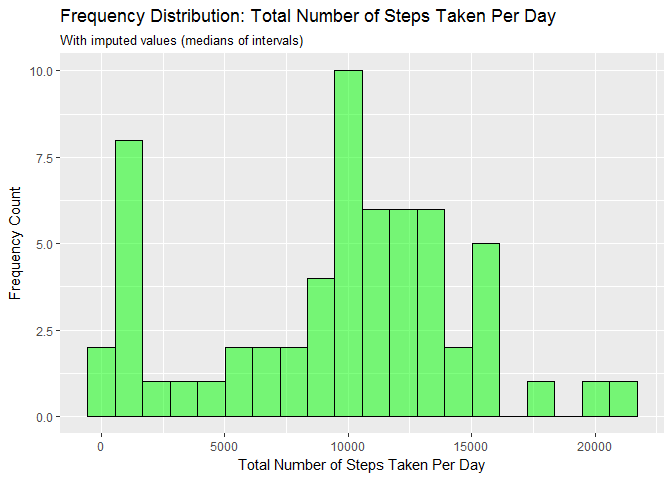 Frequency Distribution: Total Number of Steps Taken Per Day
With imputed values (medians of intervals)
Frequency Count
10.0
7.5
5.0
2.5
0.0
0 5000 10000 15000 20000
Total Number of Steps Taken Per Day